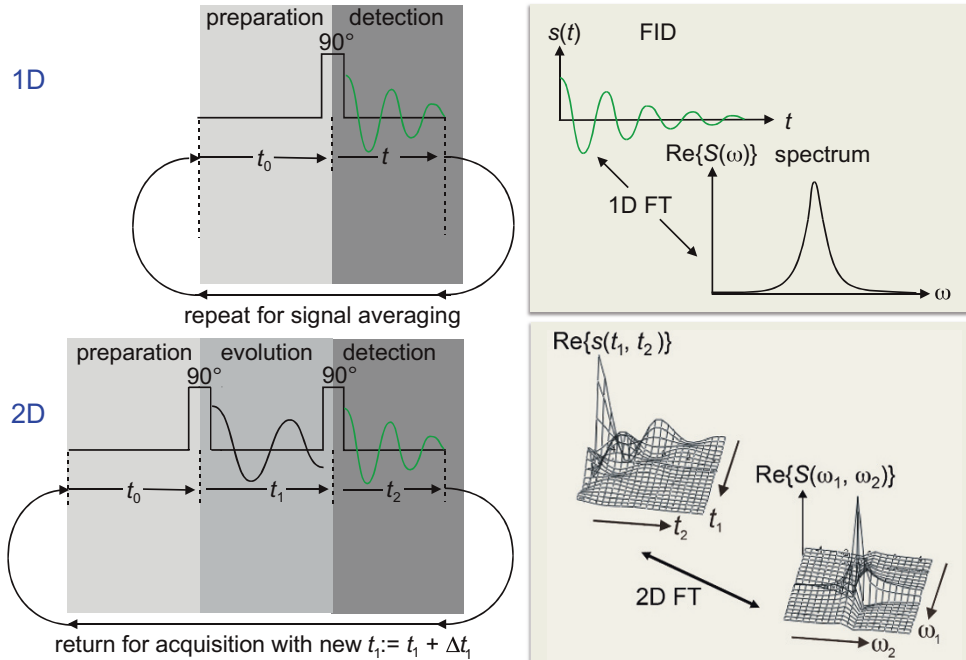 1D
preparation detection
90°
t₀ t
repeat for signal averaging
s(t) FID
t
1D FT
Re{S(ω)} spectrum
ω
2D
preparation evolution detection
90° 90°
t₀ t₁ t₂
return for acquisition with new t₁:= t₁ + Δt₁
Re{s(t₁, t₂)}
t₂ t₁
2D FT
Re{S(ω₁, ω₂)}
ω₂ ω₁